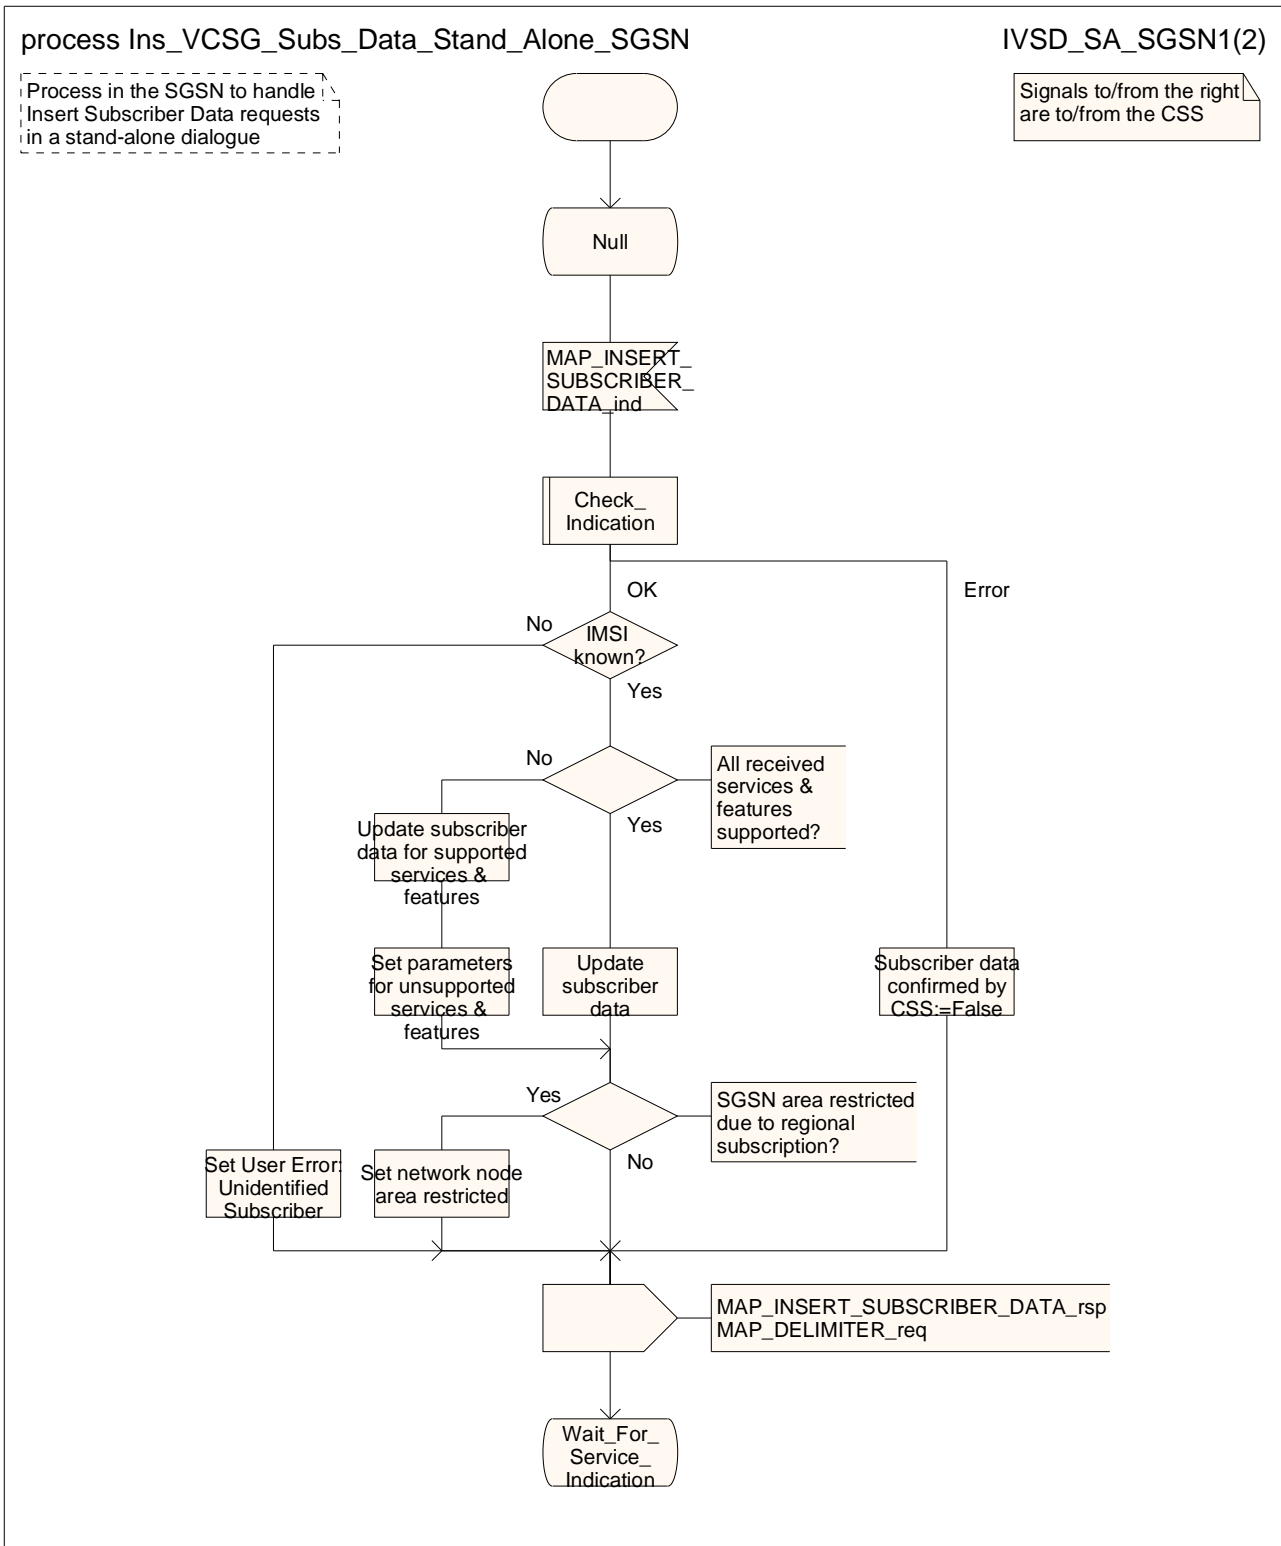 process Ins_VCSG_Subs_Data_Stand_Alone_SGSN
IVSD_SA_SGSN1(2)
Process in the SGSN to handle
Insert Subscriber Data requests
in a stand-alone dialogue
Signals to/from the right
are to/from the CSS
Null
MAP_INSERT_
SUBSCRIBER_
DATA_ind
Check_
Indication
OK
Error
No
IMSI
known?
Yes
No
All received
services &
features
supported?
Yes
Update subscriber
data for supported
services &
features
Set parameters
for unsupported
services &
features
Update
subscriber
data
Subscriber data
confirmed by
CSS:=False
Yes
SGSN area restricted
due to regional
subscription?
No
Set User Error:
Unidentified
Subscriber
Set network node
area restricted
MAP_INSERT_SUBSCRIBER_DATA_rsp
MAP_DELIMITER_req
Wait_For_
Service_
Indication